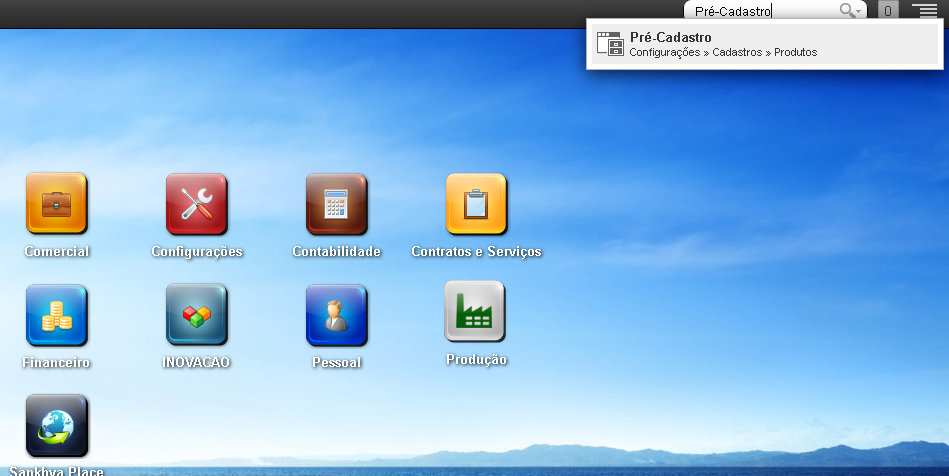 Pré-Cadastro
0
Pré-Cadastro
Configurações » Cadastros » Produtos
Comercial
Configurações
Contabilidade
Contratos e Serviços
Financeiro
INOVACAO
Pessoal
Produção
Sankhya Place